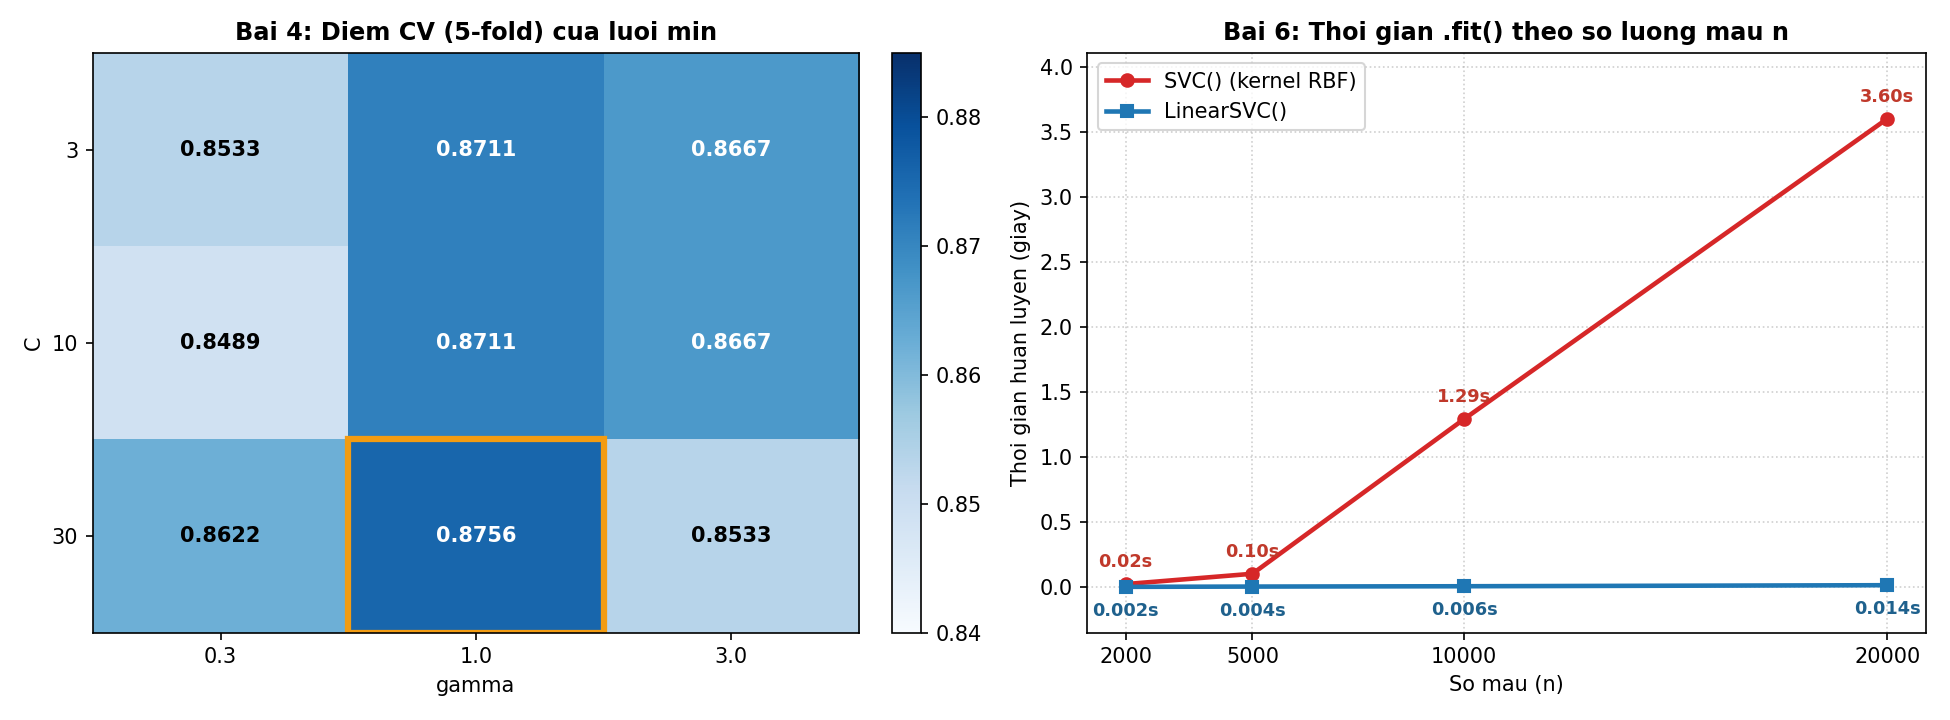 Bai 4: Diem CV (5-fold) cua luoi min
0.8533 0.8711 0.8667
0.8489 0.8711 0.8667
0.8622 0.8756 0.8533
3
10
30
C
0.3 1.0 3.0
gamma
0.88
0.87
0.86
0.85
0.84
Bai 6: Thoi gian .fit() theo so luong mau n
SVC() (kernel RBF)
LinearSVC()
4.0
3.5
3.0
2.5
2.0
1.5
1.0
0.5
0.0
Thoi gian huan luyen (giay)
3.60s
1.29s
0.10s
0.02s
0.002s 0.004s 0.006s 0.014s
2000 5000 10000 20000
So mau (n)